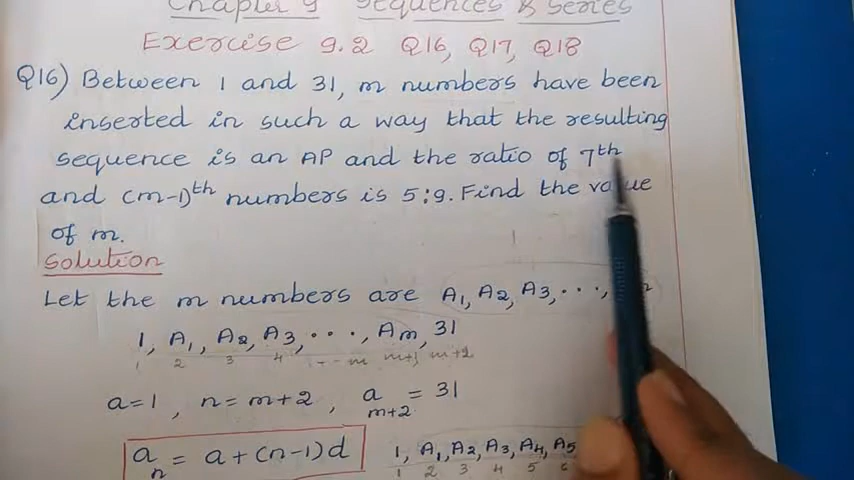 Chapter 9 Sequences & Series
Exercise 9.2 Q16, Q17, Q18
Q16) Between 1 and 31, m numbers have been
inserted in such a way that the resulting
sequence is an AP and the ratio of 7th
and (m-1)th numbers is 5:9. Find the value
of m.
Solution
Let the m numbers are A1, A2, A3, ...,
1, A1, A2, A3, ...., Am, 31
1 2 3 4 --- m m+1 m+2
a=1, n=m+2, a m+2 = 31
an = a+(n-1)d
1, A1, A2, A3, A4, A5
1 2 3 4 5 6